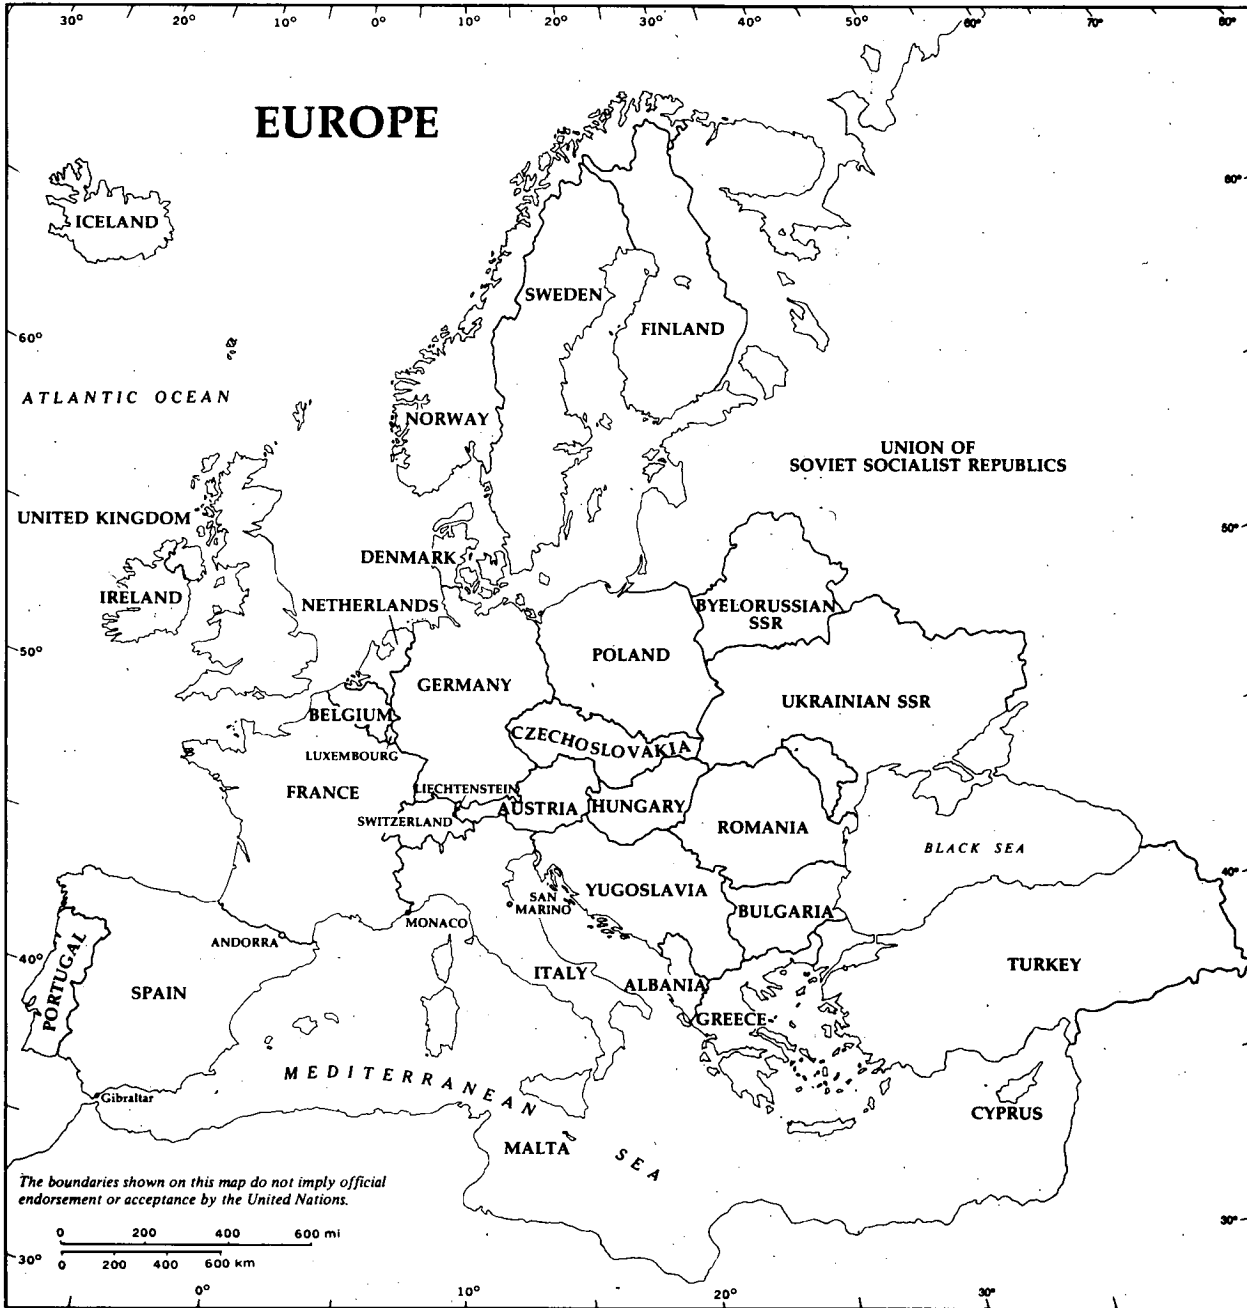 30° 20° 10° 0° 10° 20° 30° 40° 50° 60° 70° 80°
EUROPE
60°
ICELAND
SWEDEN
FINLAND
60°
ATLANTIC OCEAN
NORWAY
UNION OF
SOVIET SOCIALIST REPUBLICS
UNITED KINGDOM
50°
DENMARK
IRELAND
NETHERLANDS
BYELORUSSIAN
SSR
50°
POLAND
GERMANY
UKRAINIAN SSR
BELGIUM
CZECHOSLOVAKIA
LUXEMBOURG
FRANCE
LIECHTENSTEIN
AUSTRIA
HUNGARY
SWITZERLAND
ROMANIA
BLACK SEA
40°
YUGOSLAVIA
SAN
MARINO
BULGARIA
MONACO
ANDORRA
40°
PORTUGAL
SPAIN
ITALY
ALBANIA
TURKEY
GREECE
MEDITERRANEAN SEA
Gibraltar
CYPRUS
MALTA
The boundaries shown on this map do not imply official
endorsement or acceptance by the United Nations.
30°
0 200 400 600 mi
0 200 400 600 km
30°
0° 10° 20° 30°